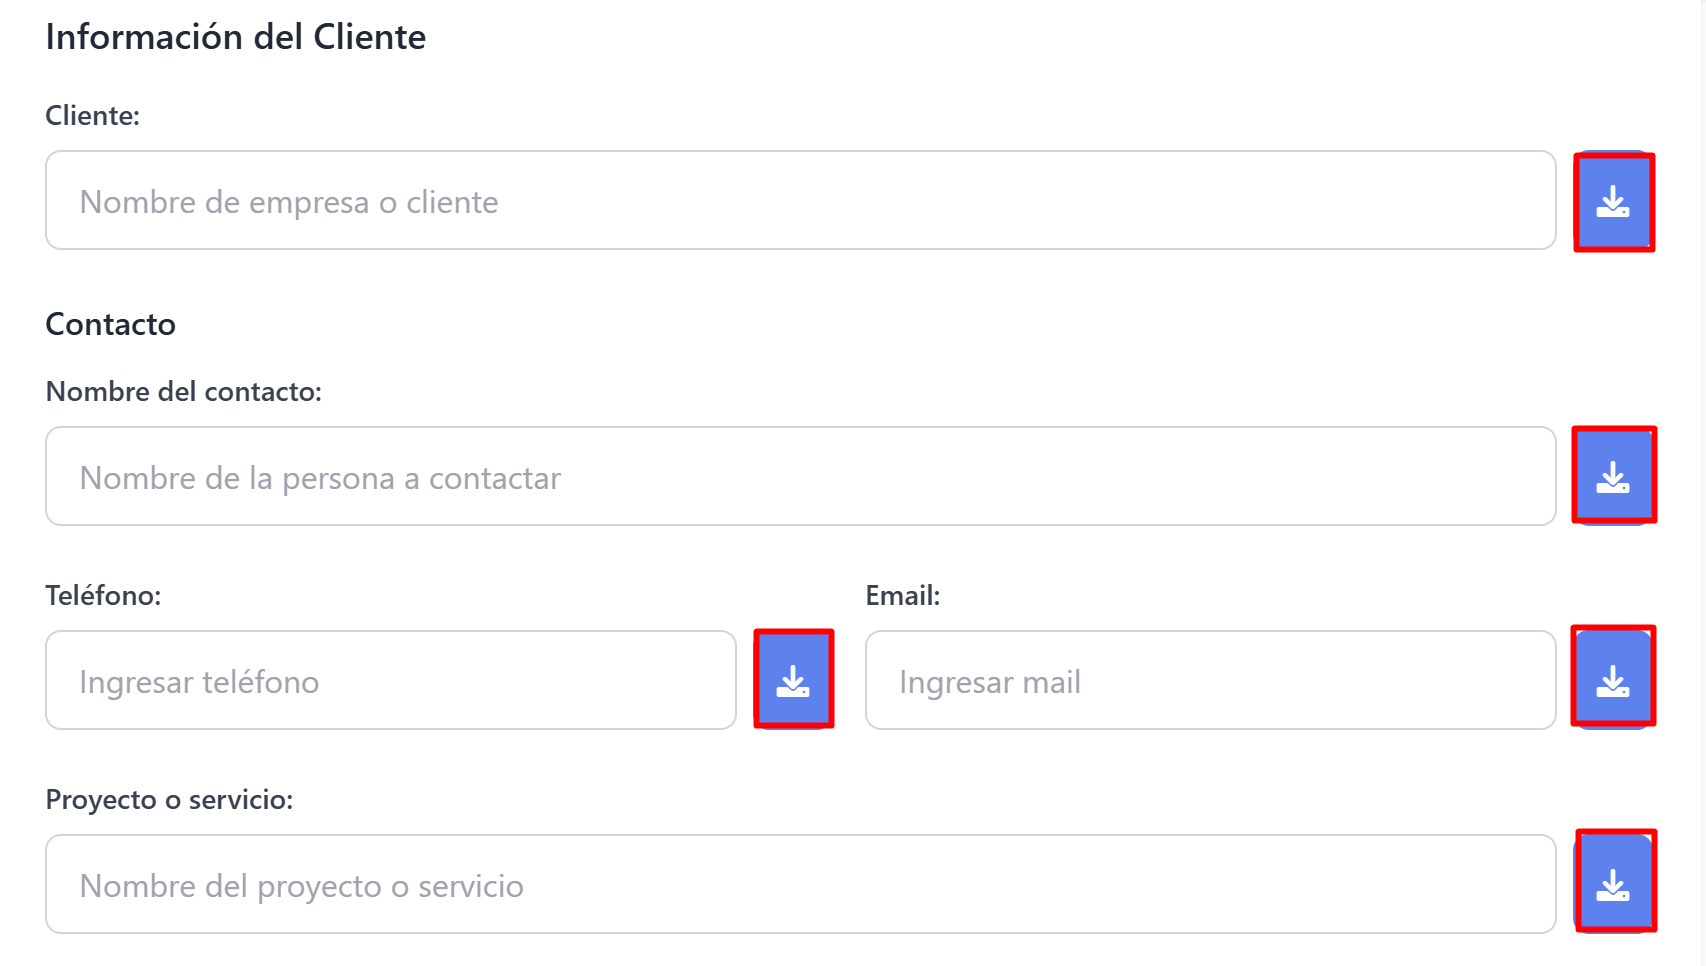 Información del Cliente
Cliente:
Nombre de empresa o cliente
Contacto
Nombre del contacto:
Nombre de la persona a contactar
Teléfono:
Email:
Ingresar teléfono
Ingresar mail
Proyecto o servicio:
Nombre del proyecto o servicio